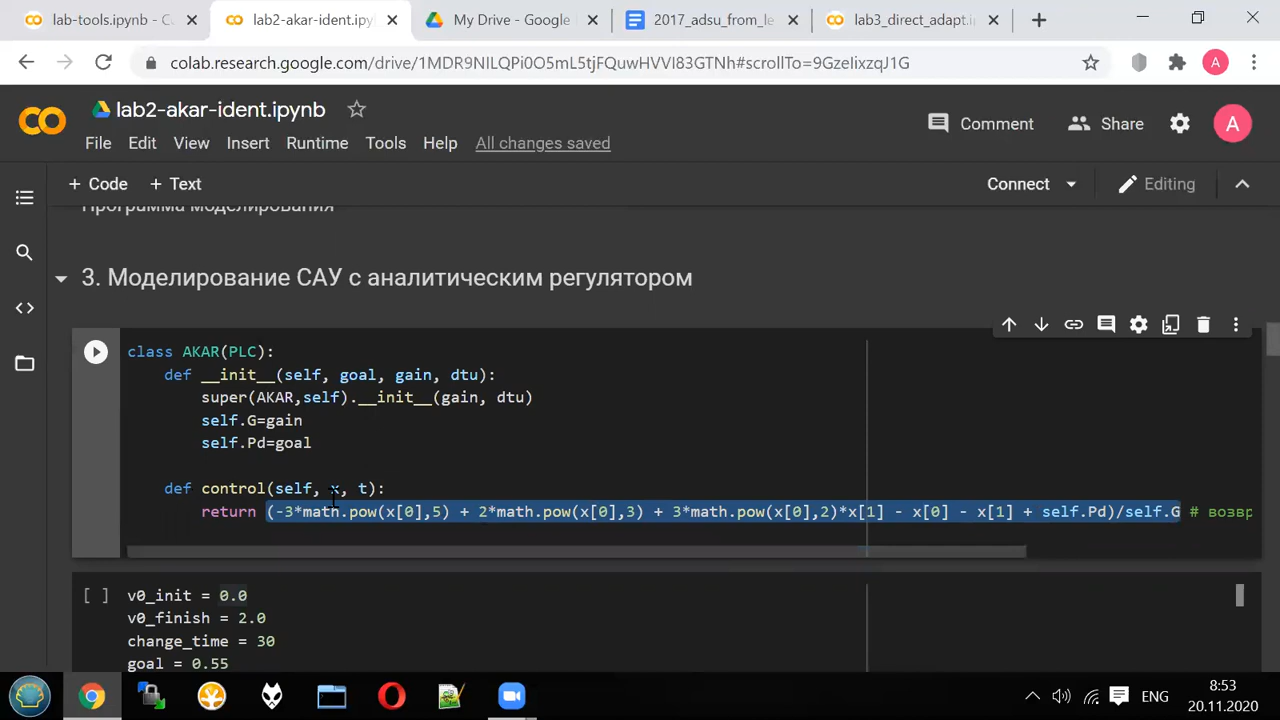 lab-tools.ipynb - C
lab2-akar-ident.ipy
My Drive - Google
2017_adsu_from_le
lab3_direct_adapt.i
colab.research.google.com/drive/1MDR9NILQPi0O5mL5tjFQuwHVVI83GTNh#scrollTo=9GzeIixzqJ1G
A
lab2-akar-ident.ipynb
Comment
Share
A
File Edit View Insert Runtime Tools Help All changes saved
+ Code + Text
Connect
Editing
Программа моделирования
3. Моделирование САУ с аналитическим регулятором
class AKAR(PLC):
def __init__(self, goal, gain, dtu):
super(AKAR,self).__init__(gain, dtu)
self.G=gain
self.Pd=goal
def control(self, x, t):
return (-3*math.pow(x[0],5) + 2*math.pow(x[0],3) + 3*math.pow(x[0],2)*x[1] - x[0] - x[1] + self.Pd)/self.G # возвр
[ ] v0_init = 0.0
v0_finish = 2.0
change_time = 30
goal = 0.55
ENG
8:53
20.11.2020